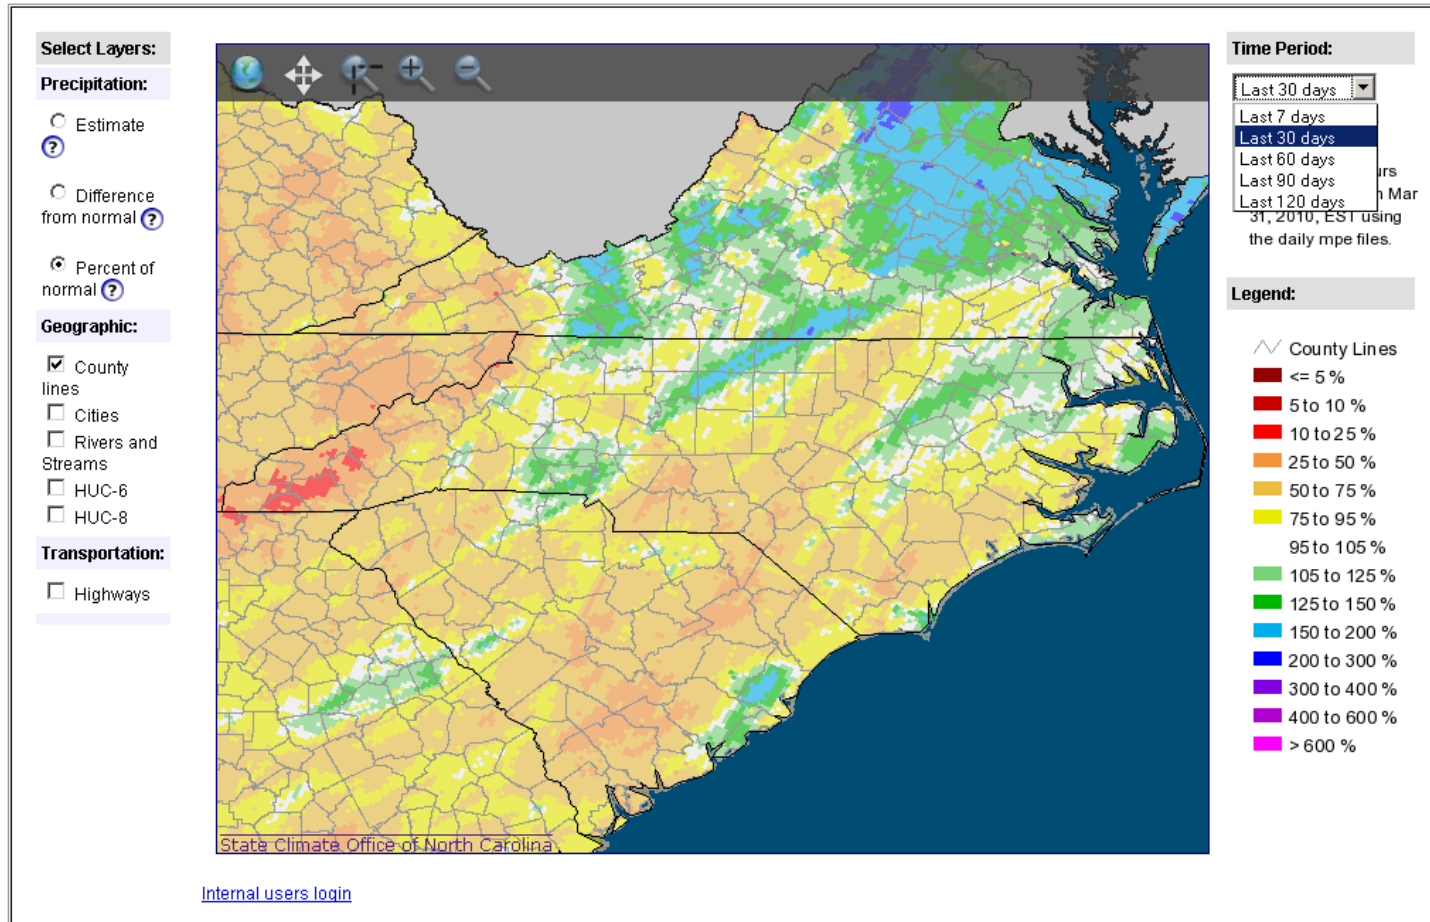 Select Layers:
Precipitation:
Estimate
?
Difference
from normal ?
Percent of
normal ?
Geographic:
County
lines
Cities
Rivers and
Streams
HUC-6
HUC-8
Transportation:
Highways
State Climate Office of North Carolina
Internal users login
Time Period:
Last 30 days
Last 7 days
Last 30 days
Last 60 days
Last 90 days
Last 120 days
Mar
31, 2010, EST using
the daily mpe files.
Legend:
County Lines
<= 5 %
5 to 10 %
10 to 25 %
25 to 50 %
50 to 75 %
75 to 95 %
95 to 105 %
105 to 125 %
125 to 150 %
150 to 200 %
200 to 300 %
300 to 400 %
400 to 600 %
> 600 %